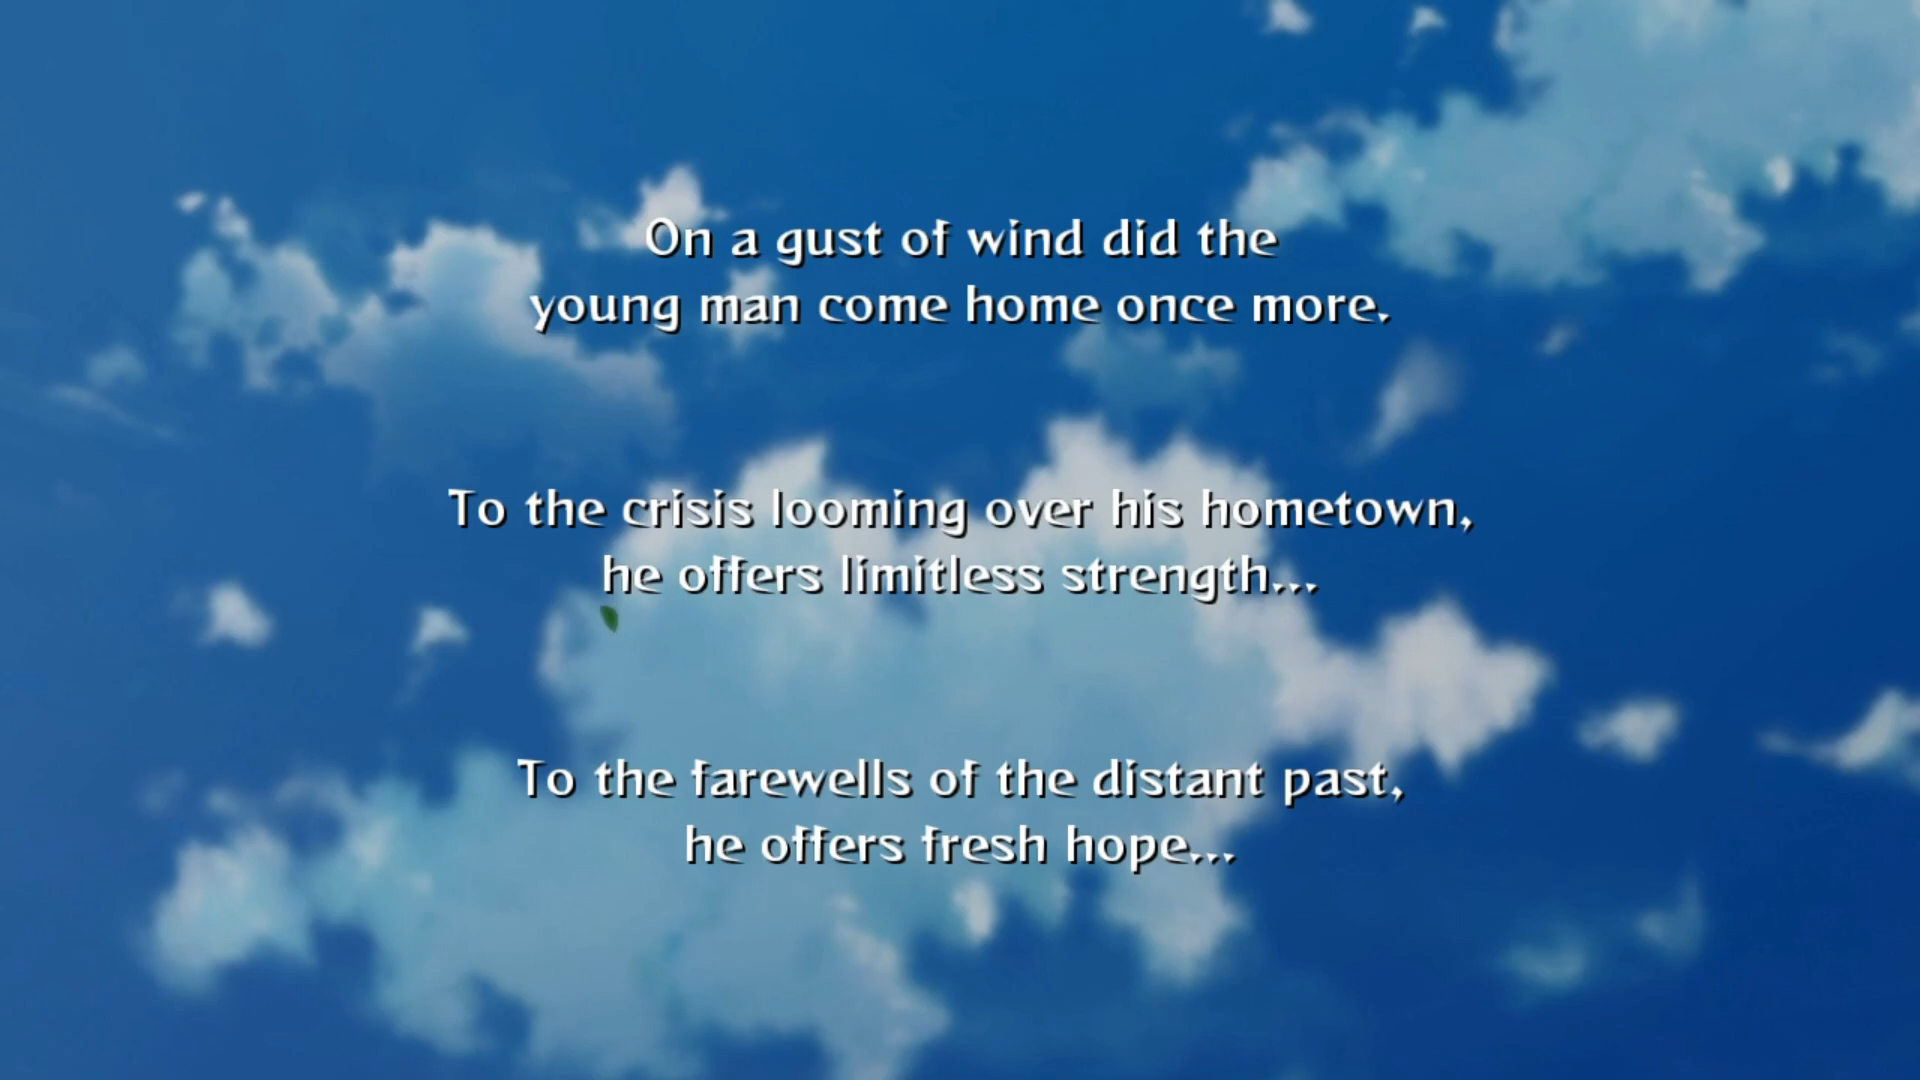 On a gust of wind did the
young man come home once more.
To the crisis looming over his hometown,
he offers limitless strength...
To the farewells of the distant past,
he offers fresh hope...